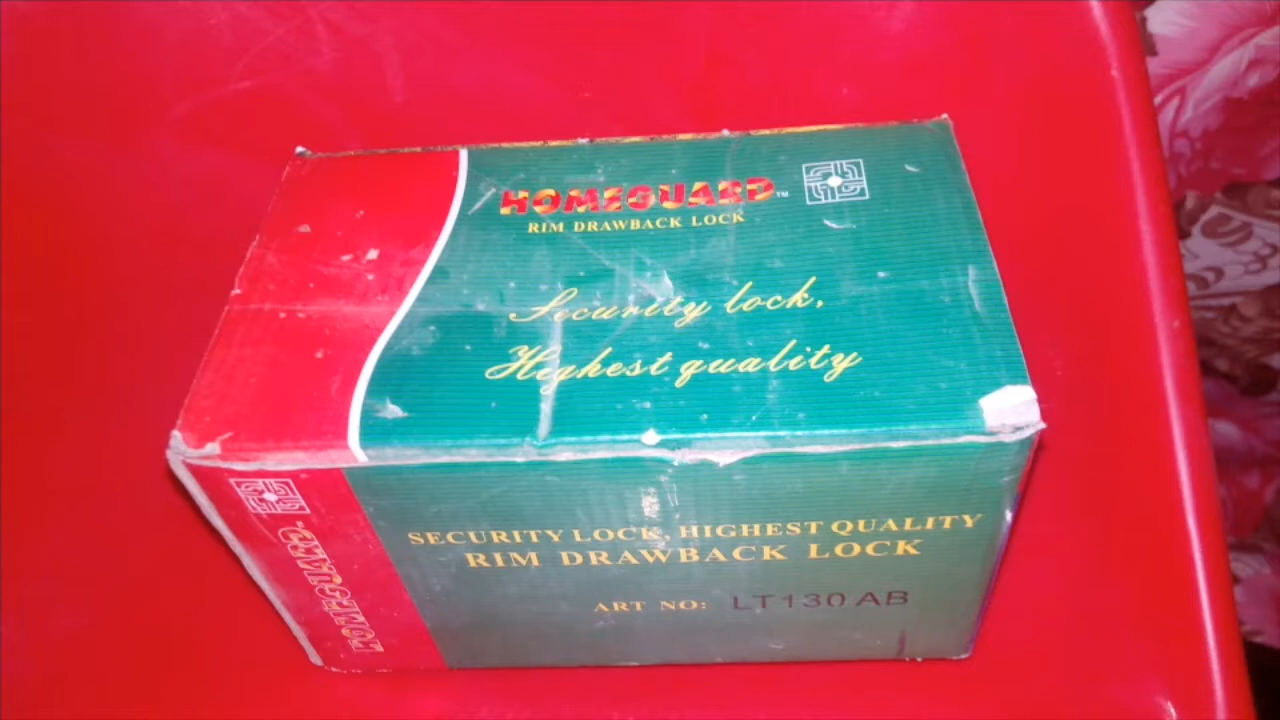 HOMEGUARD™
RIM DRAWBACK LOCK
Security lock,
Highest quality
SECURITY LOCK, HIGHEST QUALITY
RIM DRAWBACK LOCK
ART NO: LT130 AB
HOMEGUARD